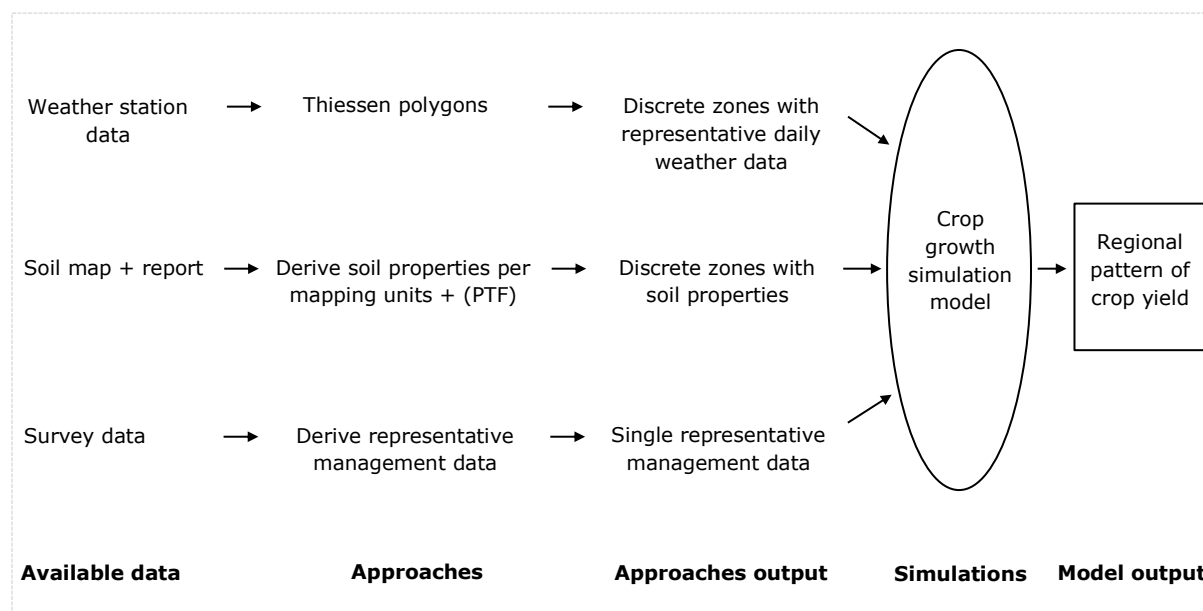 Weather station
data
Thiessen polygons
Discrete zones with
representative daily
weather data
Soil map + report
Derive soil properties per
mapping units + (PTF)
Discrete zones with
soil properties
Survey data
Derive representative
management data
Single representative
management data
Crop
growth
simulation
model
Regional
pattern of
crop yield
Available data
Approaches
Approaches output
Simulations
Model output